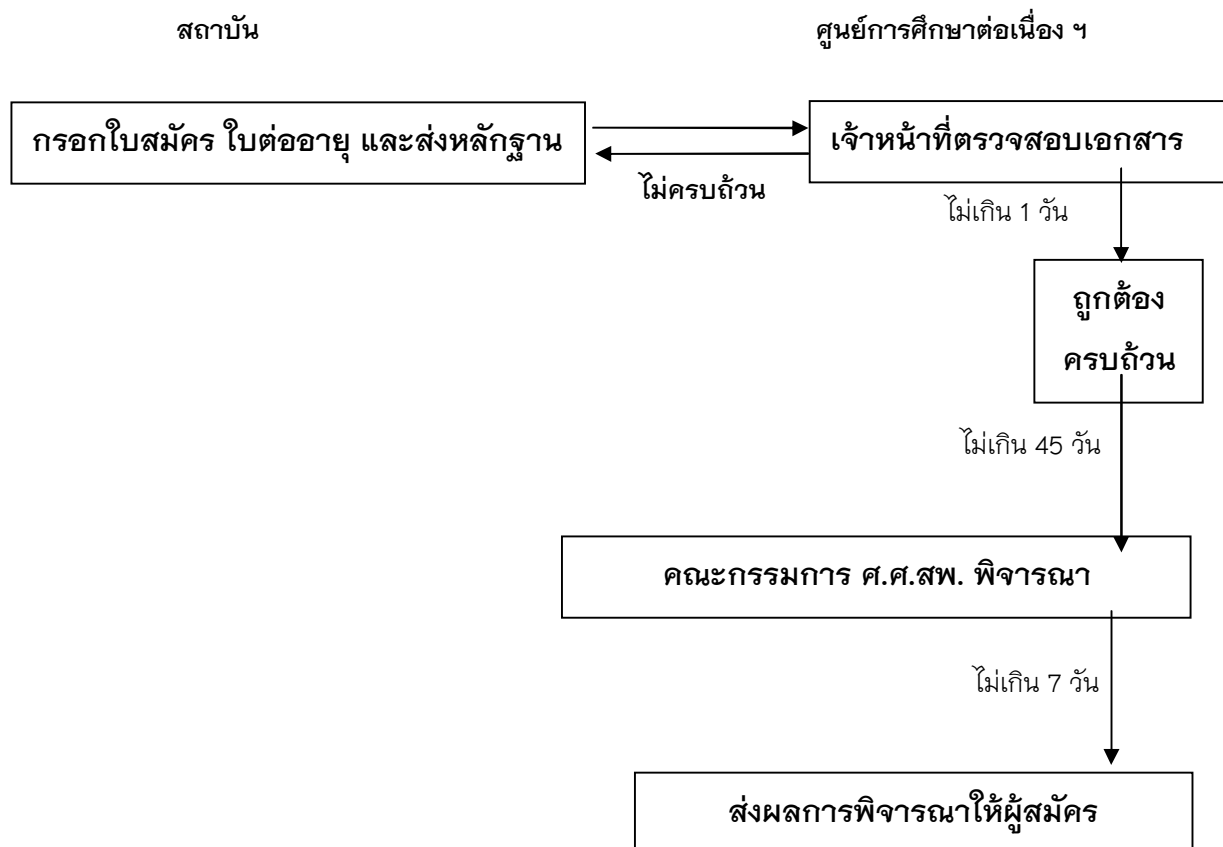 สถาบัน
ศูนย์การศึกษาต่อเนื่อง ฯ
กรอกใบสมัคร ใบต่ออายุ และส่งหลักฐาน
เจ้าหน้าที่ตรวจสอบเอกสาร
ไม่ครบถ้วน
ไม่เกิน 1 วัน
ถูกต้อง
ครบถ้วน
ไม่เกิน 45 วัน
คณะกรรมการ ศ.ศ.สพ. พิจารณา
ไม่เกิน 7 วัน
ส่งผลการพิจารณาให้ผู้สมัคร